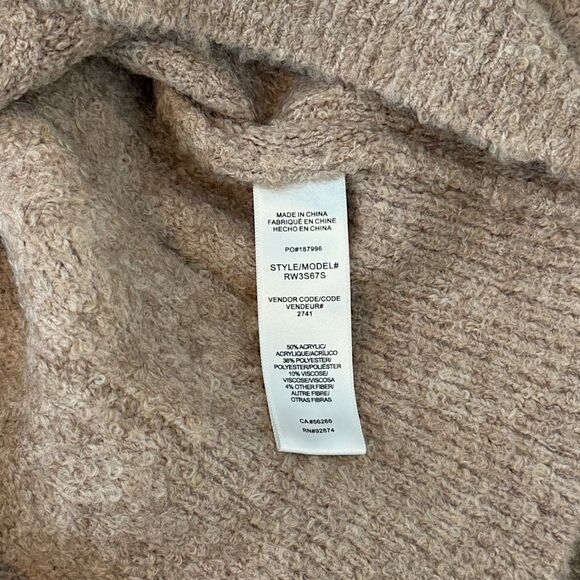 MADE IN CHINA
FABRIQUÉ EN CHINE
HECHO EN CHINA
PO#187996
STYLE/MODEL#
RW3S67S
VENDOR CODE/CODE
VENDEUR#
2741
50% ACRYLIC/
ACRYLIQUE/ACRÍLICO
36% POLYESTER/
POLYESTER/POLIÉSTER
10% VISCOSE/
VISCOSE/VISCOSA
4% OTHER FIBER/
AUTRE FIBRE/
OTRAS FIBRAS
CA#56266
RN#92874